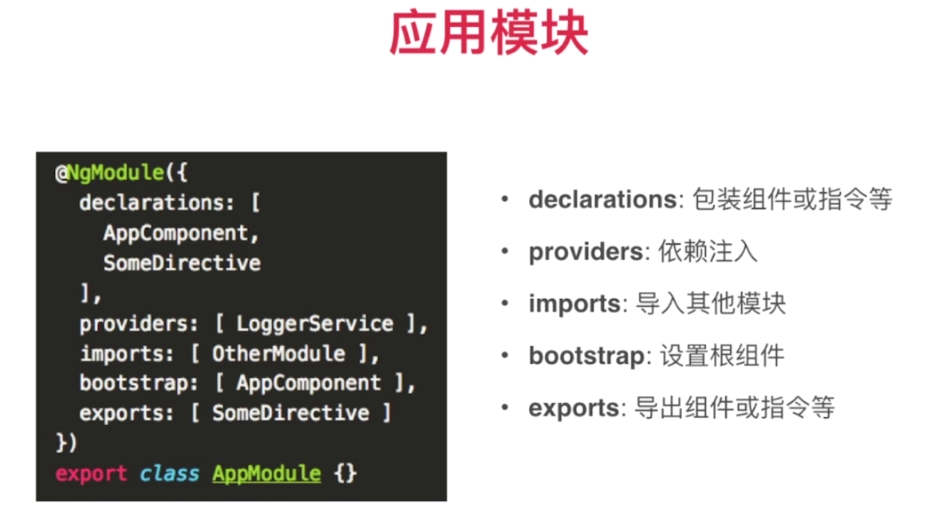 应用模块
@NgModule({
  declarations: [
    AppComponent,
    SomeDirective
  ],
  providers: [ LoggerService ],
  imports: [ OtherModule ],
  bootstrap: [ AppComponent ],
  exports: [ SomeDirective ]
})
export class AppModule {}
• declarations: 包装组件或指令等
• providers: 依赖注入
• imports: 导入其他模块
• bootstrap: 设置根组件
• exports: 导出组件或指令等